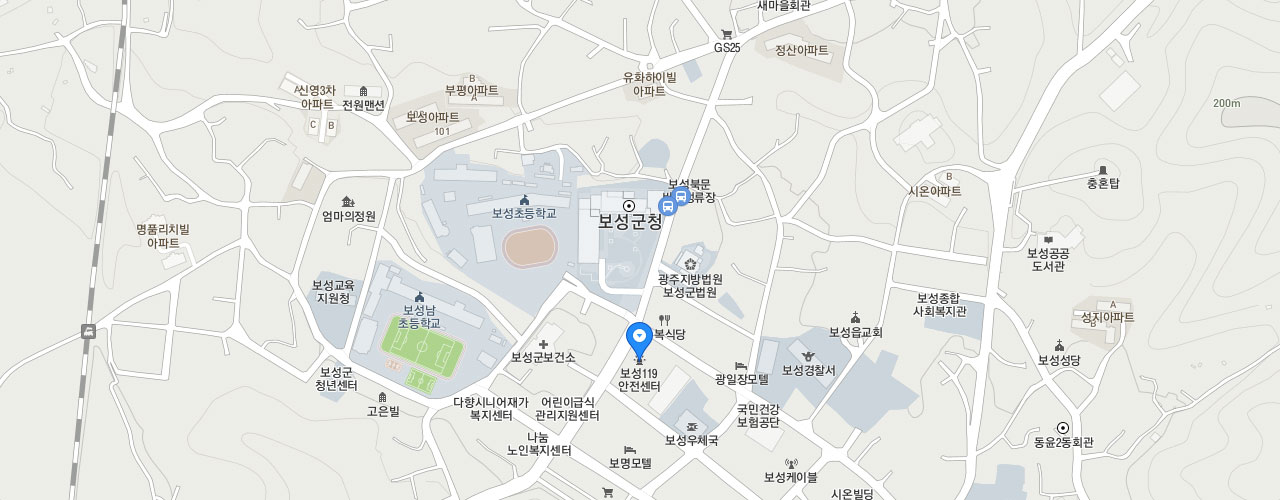 새마을회관
GS25
정산아파트
유화하이빌
아파트
신영3차
아파트
A
C
B
전원맨션
부평아파트
B
A
보성아파트
101
200m
충혼탑
B
시온아파트
보성북문
보성초등학교
보성군청
엄마의정원
명품리치빌
아파트
보성공공
도서관
광주지방법원
보성군법원
보성교육
지원청
보성남
초등학교
보성종합
사회복지관
A
성지아파트
B
보성읍교회
복식당
보성군보건소
보성119
안전센터
보성경찰서
보성성당
광일장모텔
보성군
청년센터
고은빌
다향시니어재가
복지센터
어린이급식
관리지원센터
국민건강
보험공단
나눔
노인복지센터
보성우체국
동윤2동회관
보명모텔
보성케이블
시온빌딩